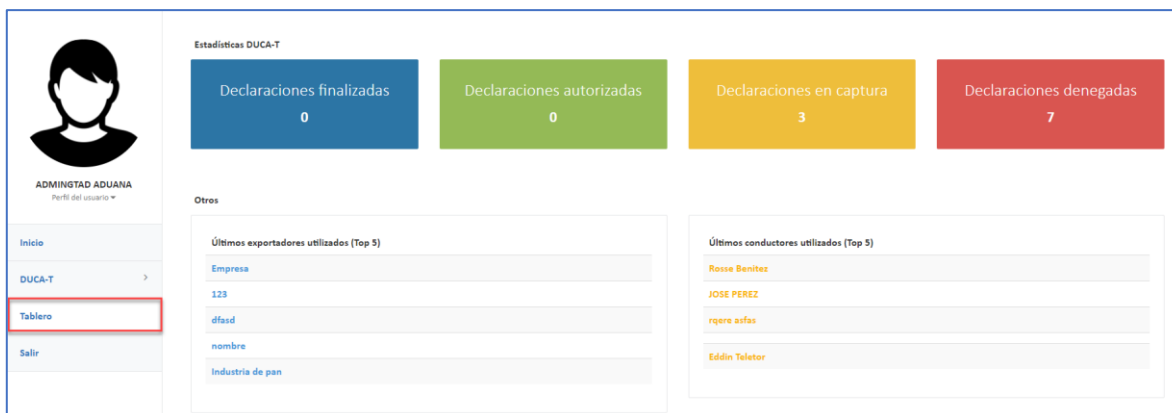 Estadísticas DUCA-T
Declaraciones finalizadas
0
Declaraciones autorizadas
0
Declaraciones en captura
3
Declaraciones denegadas
7
ADMINGTAD ADUANA
Perfil del usuario
Inicio
DUCA-T
Tablero
Salir
Otros
Últimos exportadores utilizados (Top 5)
Empresa
123
dfasd
nombre
Industria de pan
Últimos conductores utilizados (Top 5)
Rosse Benitez
JOSE PEREZ
rqere asfas
Eddin Teletor